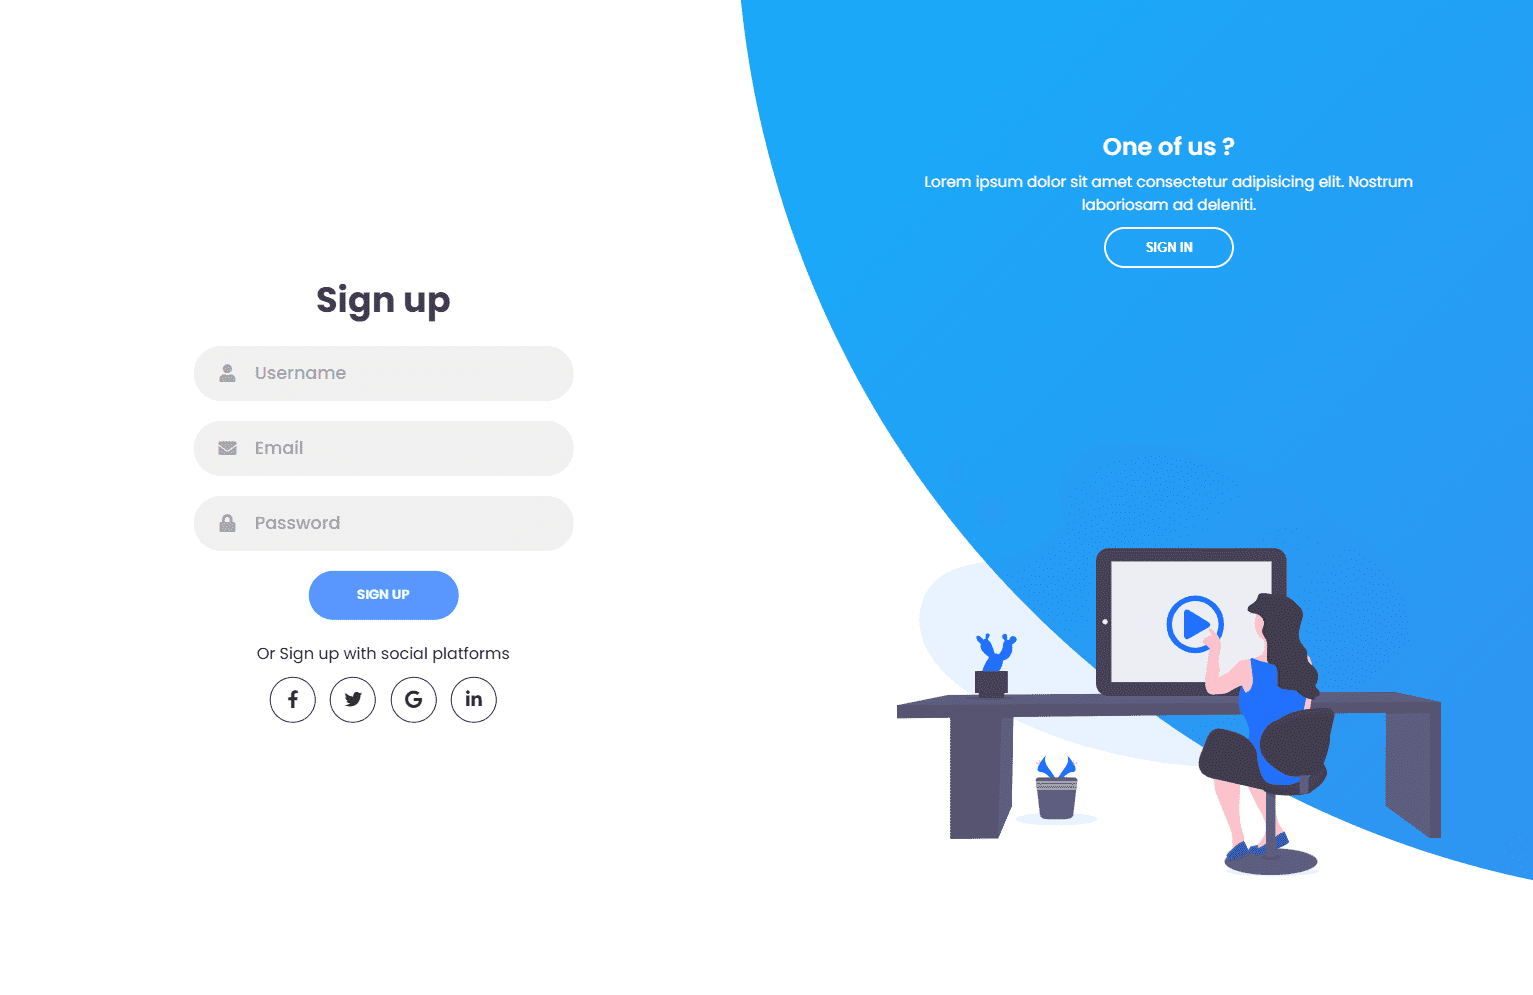 Sign up
Username
Email
Password
SIGN UP
Or Sign up with social platforms
One of us ?
Lorem ipsum dolor sit amet consectetur adipisicing elit. Nostrum
laboriosam ad deleniti.
SIGN IN